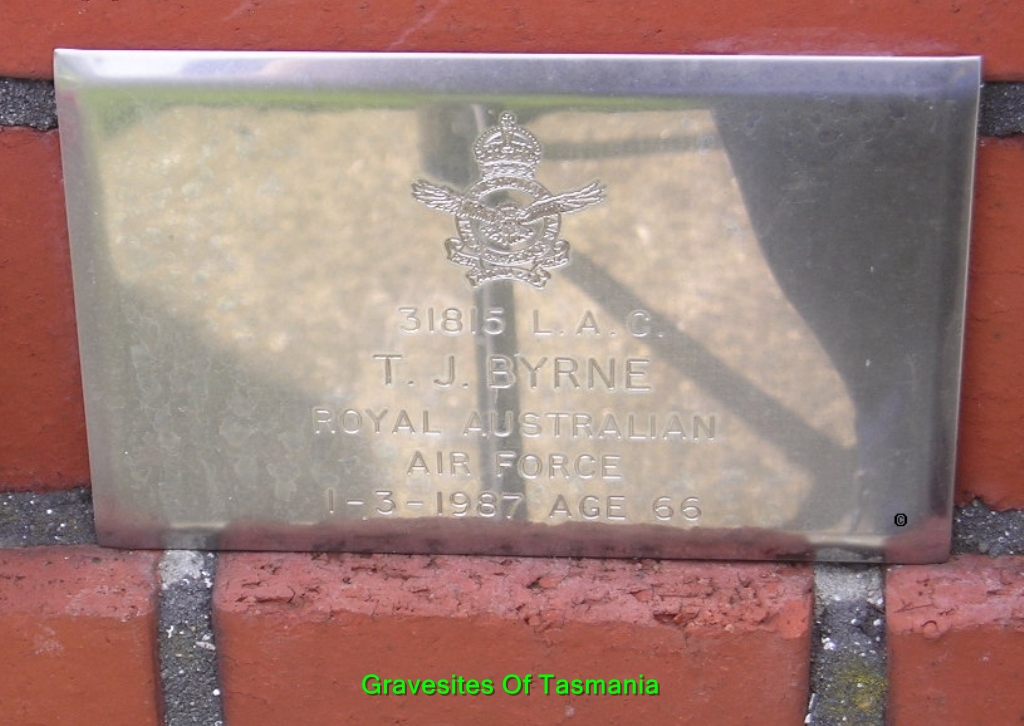 31815 L.A.C.
T. J. BYRNE
ROYAL AUSTRALIAN
AIR FORCE
1-3-1987 AGE 66
©
Gravesites Of Tasmania